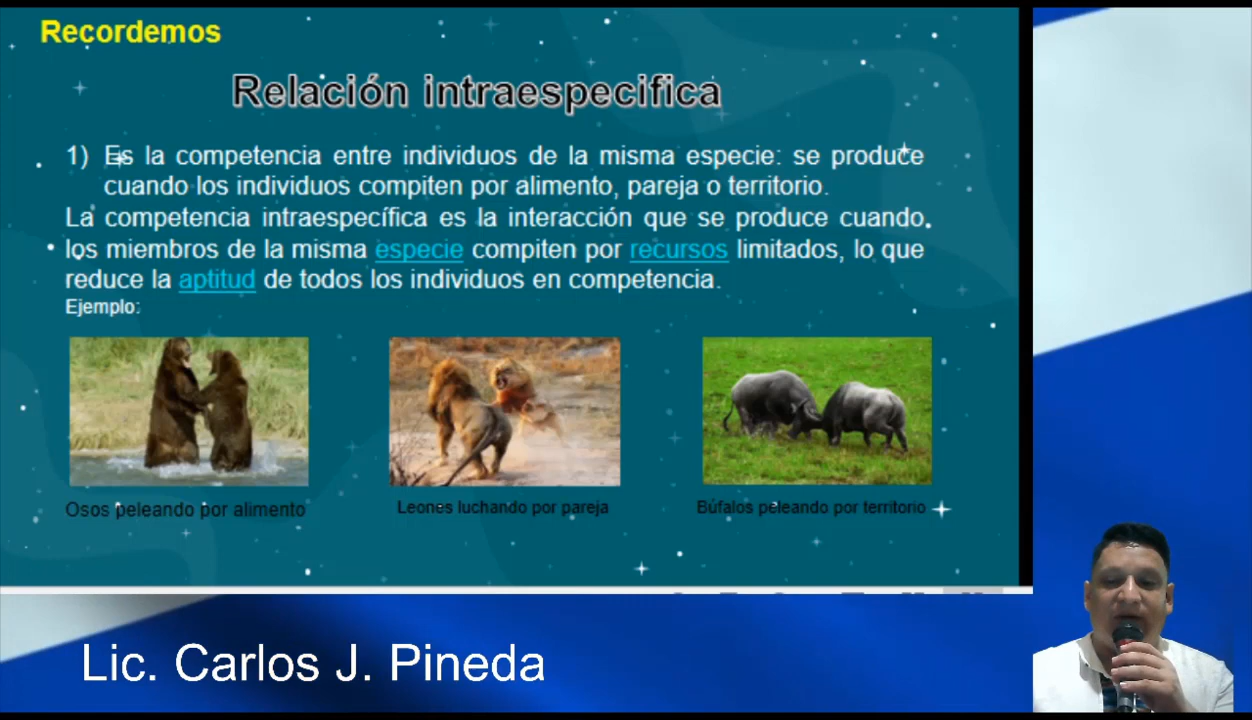 Recordemos
Relación intraespecifica
1) Es la competencia entre individuos de la misma especie: se produce
cuando los individuos compiten por alimento, pareja o territorio.
La competencia intraespecífica es la interacción que se produce cuando
los miembros de la misma especie compiten por recursos limitados, lo que
reduce la aptitud de todos los individuos en competencia.
Ejemplo:
Osos peleando por alimento
Leones luchando por pareja
Búfalos peleando por territorio
Lic. Carlos J. Pineda